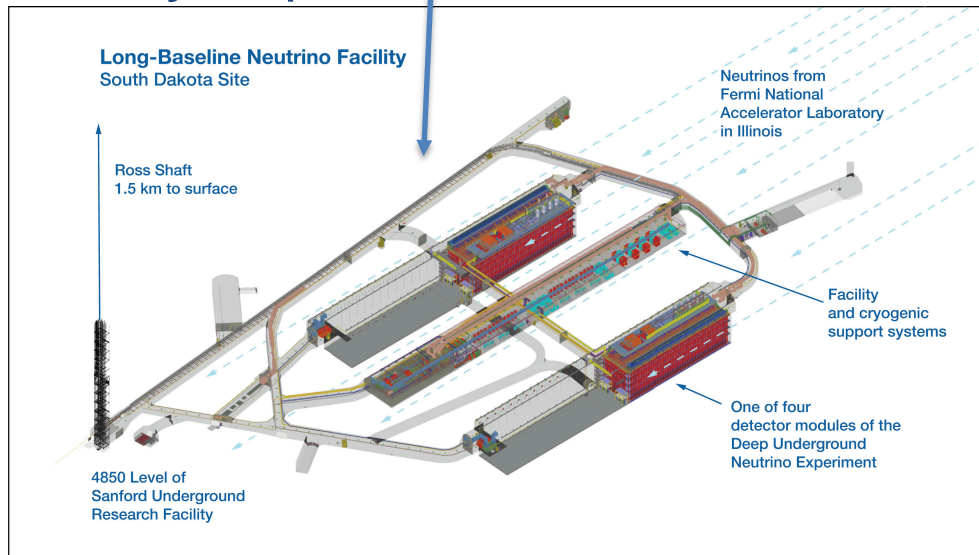 Long-Baseline Neutrino Facility
South Dakota Site
Neutrinos from
Fermi National
Accelerator Laboratory
in Illinois
Ross Shaft
1.5 km to surface
Facility
and cryogenic
support systems
One of four
detector modules of the
Deep Underground
Neutrino Experiment
4850 Level of
Sanford Underground
Research Facility